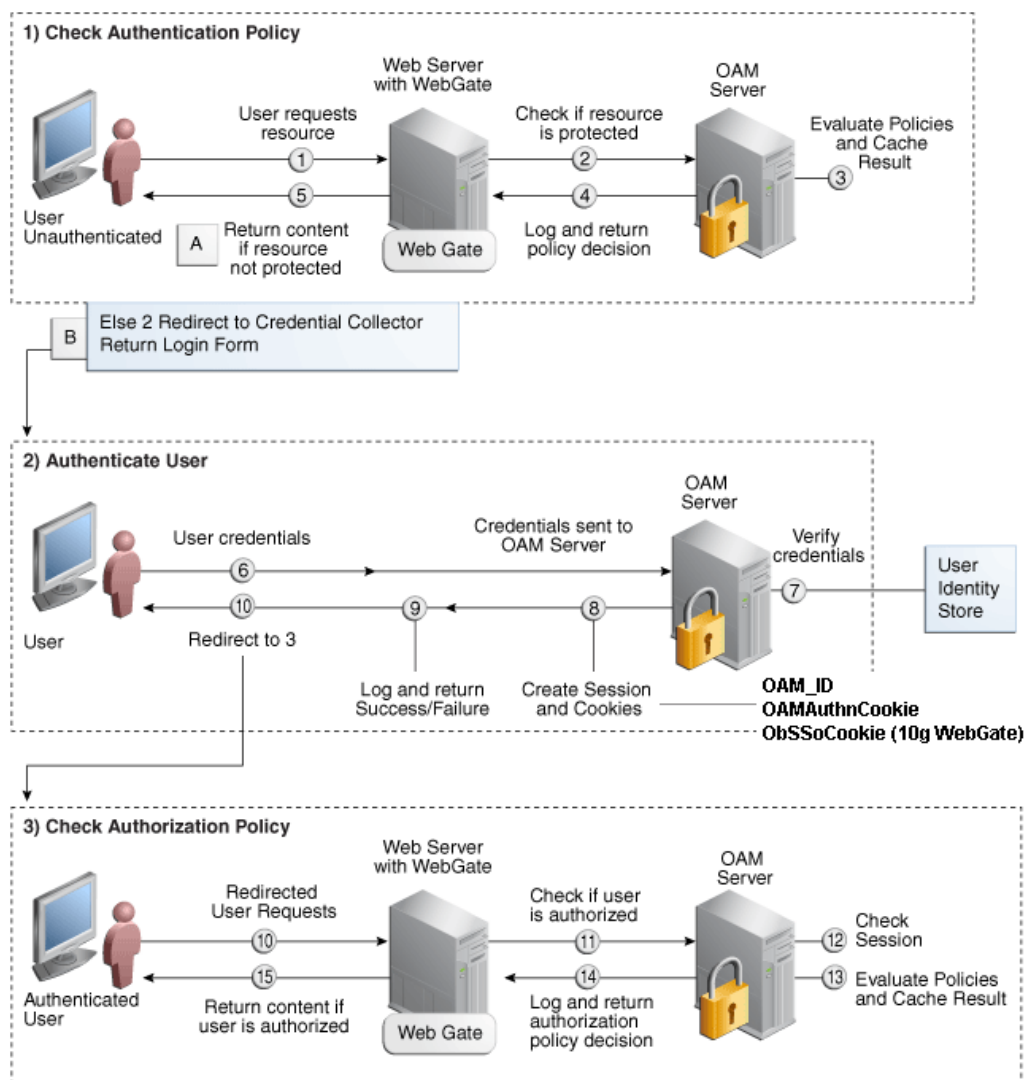 1) Check Authentication Policy
Web Server
with WebGate
OAM
Server
User requests
resource
Check if resource
is protected
Evaluate Policies
and Cache
Result
1
2
3
5
4
User
Unauthenticated
A
Return content
if resource
not protected
Web Gate
Log and return
policy decision
B
Else 2 Redirect to Credential Collector
Return Login Form
2) Authenticate User
OAM
Server
User credentials
Credentials sent to
OAM Server
Verify
credentials
6
7
User
Identity
Store
10
9
8
User
Redirect to 3
Log and return
Success/Failure
Create Session
and Cookies
OAM_ID
OAMAuthnCookie
ObSSoCookie (10g WebGate)
3) Check Authorization Policy
Web Server
with WebGate
OAM
Server
Redirected
User Requests
Check if user
is authorized
10
11
12
Check
Session
15
14
13
Evaluate Policies
and Cache Result
Authenticated
User
Return content if
user is authorized
Web Gate
Log and return
authorization
policy decision